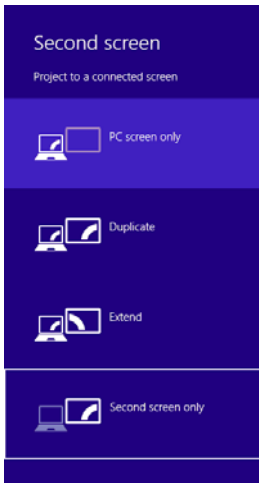 Second screen
Project to a connected screen
PC screen only
Duplicate
Extend
Second screen only